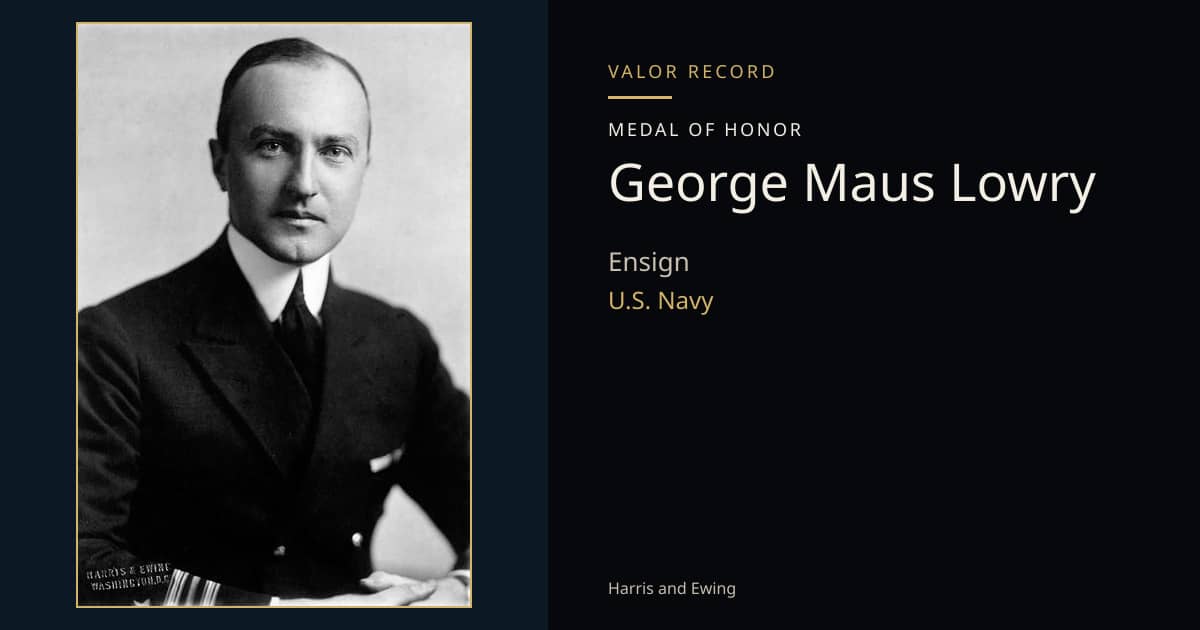 VALOR RECORD
MEDAL OF HONOR
George Maus Lowry
Ensign
U.S. Navy
Harris and Ewing
HARRIS & EWING
WASHINGTON, D.C.